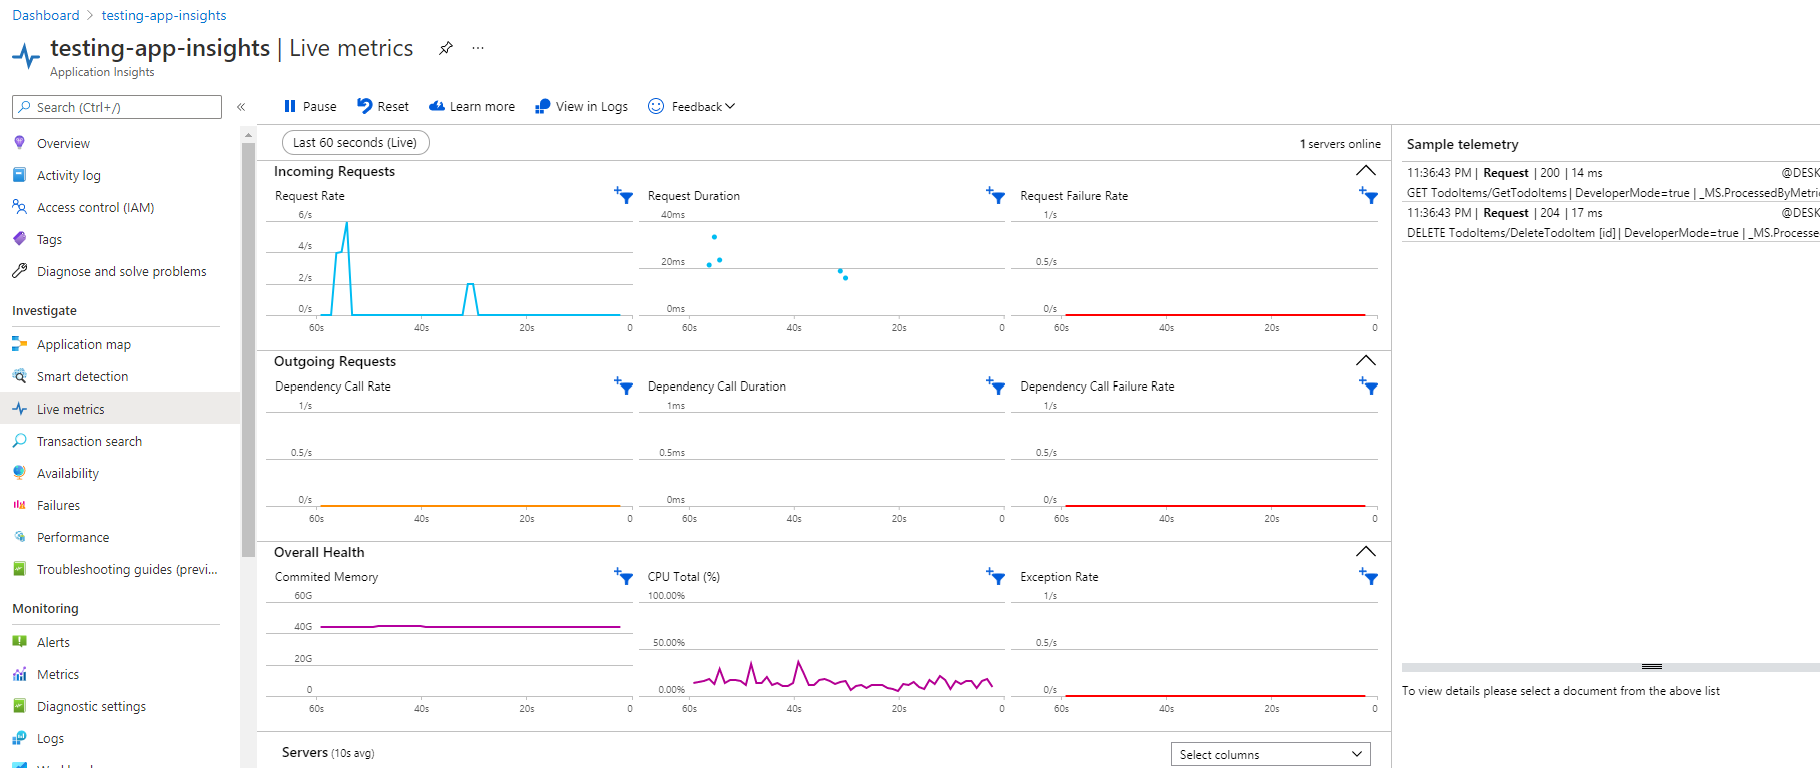 Dashboard > testing-app-insights
testing-app-insights | Live metrics ...
Application Insights
Search (Ctrl+/)
«
Overview
Activity log
Access control (IAM)
Tags
Diagnose and solve problems
Investigate
Application map
Smart detection
Live metrics
Transaction search
Availability
Failures
Performance
Troubleshooting guides (previ...
Monitoring
Alerts
Metrics
Diagnostic settings
Logs
Pause Reset Learn more View in Logs Feedback
Last 60 seconds (Live)
1 servers online
Incoming Requests
Request Rate
6/s
4/s
2/s
0/s
60s 40s 20s 0
Request Duration
40ms
20ms
0ms
60s 40s 20s 0
Request Failure Rate
1/s
0.5/s
0/s
60s 40s 20s 0
Outgoing Requests
Dependency Call Rate
1/s
0.5/s
0/s
60s 40s 20s 0
Dependency Call Duration
1ms
0.5ms
0ms
60s 40s 20s 0
Dependency Call Failure Rate
1/s
0.5/s
0/s
60s 40s 20s 0
Overall Health
Commited Memory
60G
40G
20G
0
60s 40s 20s 0
CPU Total (%)
100.00%
50.00%
0.00%
60s 40s 20s 0
Exception Rate
1/s
0.5/s
0/s
60s 40s 20s 0
Servers (10s avg)
Select columns
Sample telemetry
11:36:43 PM | Request | 200 | 14 ms @DESK
GET TodoItems/GetTodoItems | DeveloperMode=true | _MS.ProcessedByMetri
11:36:43 PM | Request | 204 | 17 ms @DESK
DELETE TodoItems/DeleteTodoItem [id] | DeveloperMode=true | _MS.Processe
To view details please select a document from the above list